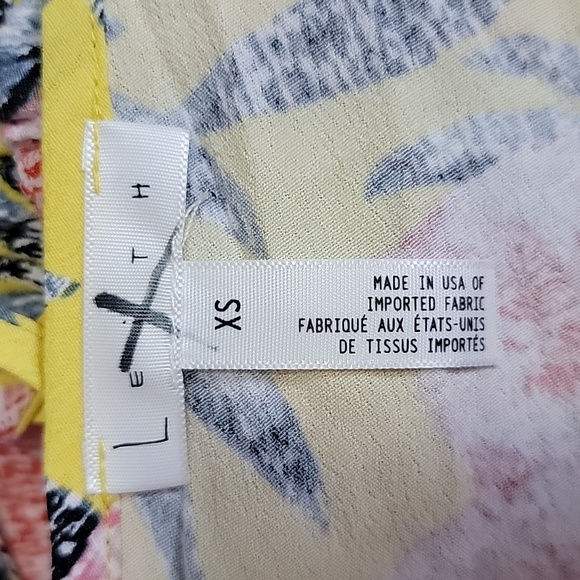 LEITH
XS
MADE IN USA OF
IMPORTED FABRIC
FABRIQUÉ AUX ÉTATS-UNIS
DE TISSUS IMPORTÉS